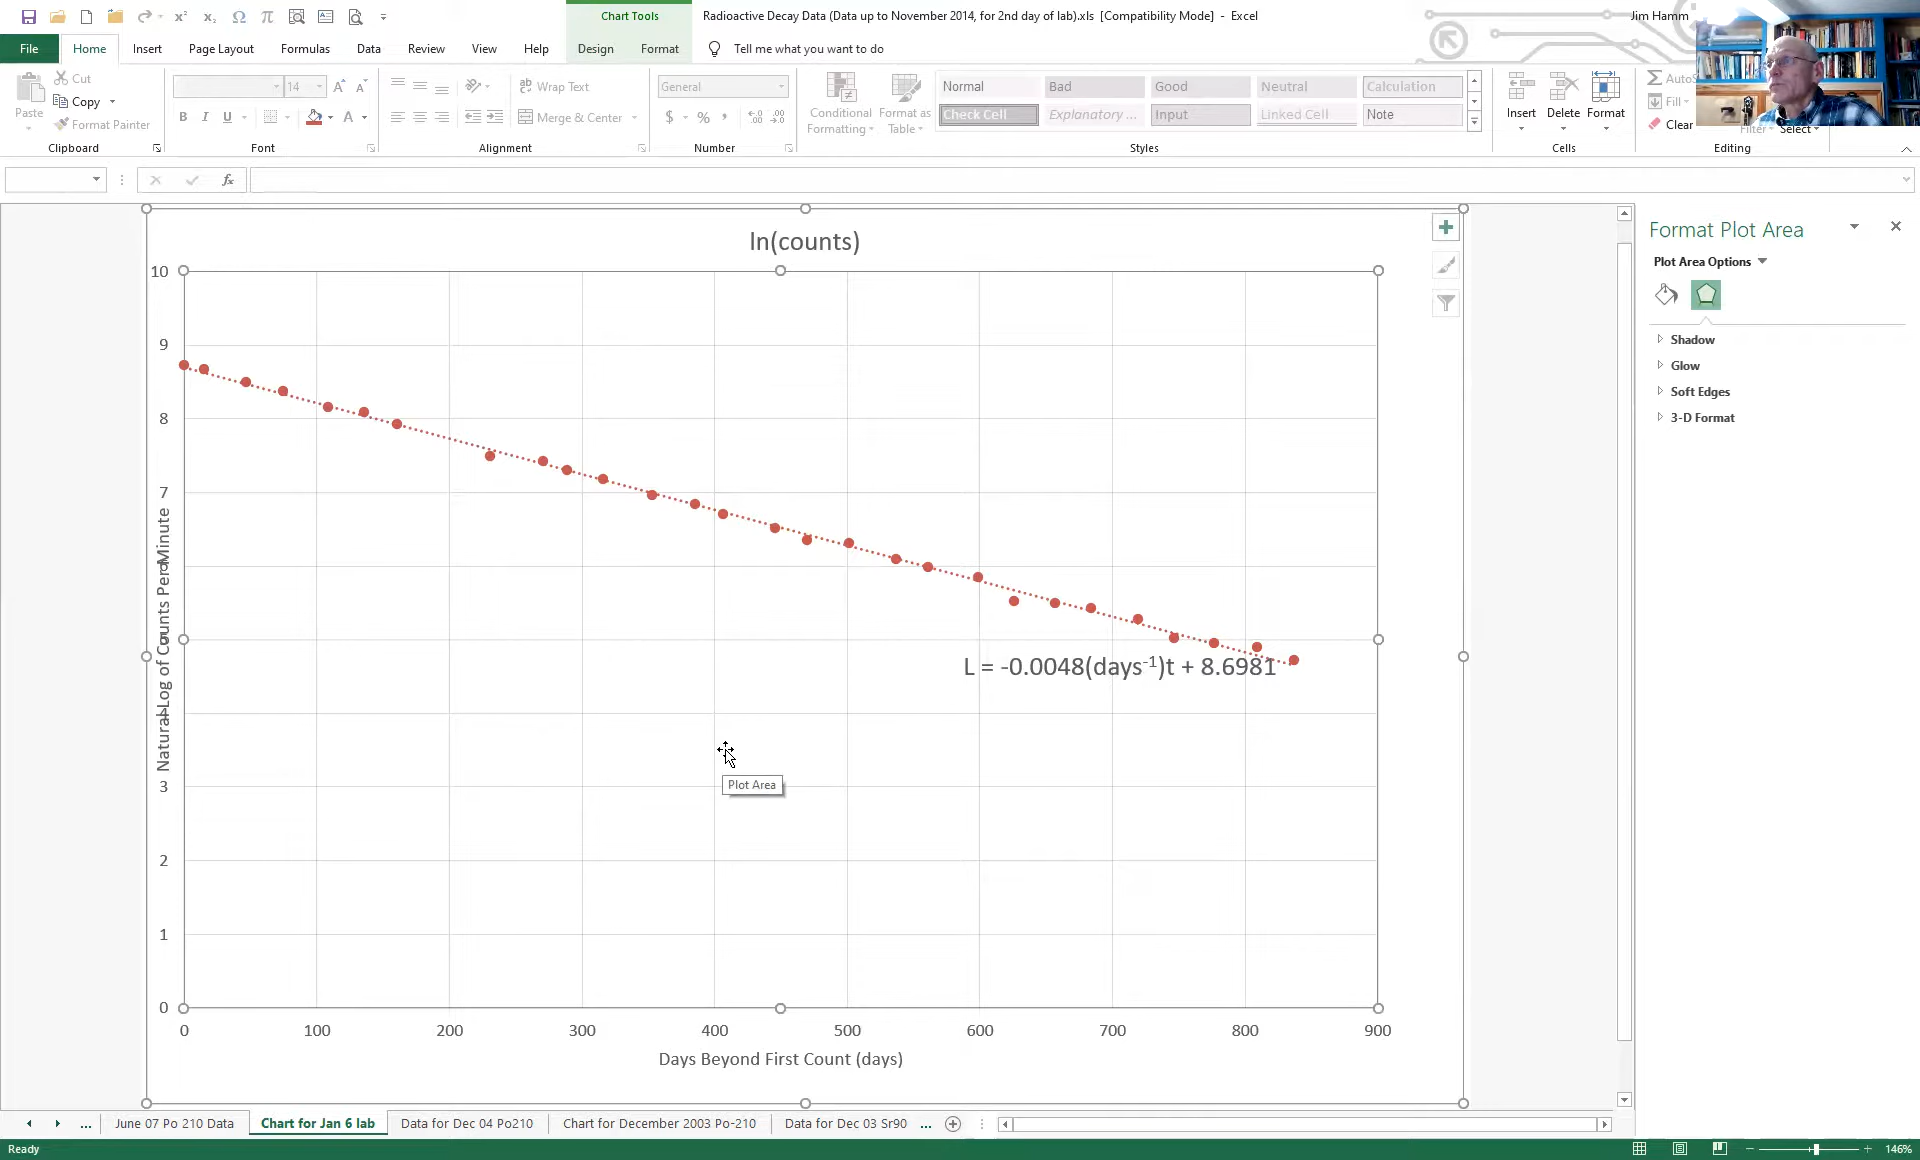 Chart Tools
Radioactive Decay Data (Data up to November 2014, for 2nd day of lab).xls [Compatibility Mode] - Excel
Jim Hamm
File
Home
Insert
Page Layout
Formulas
Data
Review
View
Help
Design
Format
Tell me what you want to do
Paste
Cut
Copy
Format Painter
Clipboard
14
B I U
Font
Wrap Text
Merge & Center
Alignment
General
$ % ,
Number
Conditional Formatting
Format as Table
Normal
Bad
Good
Neutral
Calculation
Check Cell
Explanatory ...
Input
Linked Cell
Note
Styles
Insert
Delete
Format
Cells
AutoS
Fill
Clear
Filter
Select
Editing
fx
ln(counts)
10
9
8
7
6
5
4
3
2
1
0
Natural Log of Counts Per Minute
L = -0.0048(days-1)t + 8.6981
Plot Area
0 100 200 300 400 500 600 700 800 900
Days Beyond First Count (days)
Format Plot Area
Plot Area Options
Shadow
Glow
Soft Edges
3-D Format
...
June 07 Po 210 Data
Chart for Jan 6 lab
Data for Dec 04 Po210
Chart for December 2003 Po-210
Data for Dec 03 Sr90
...
Ready
146%